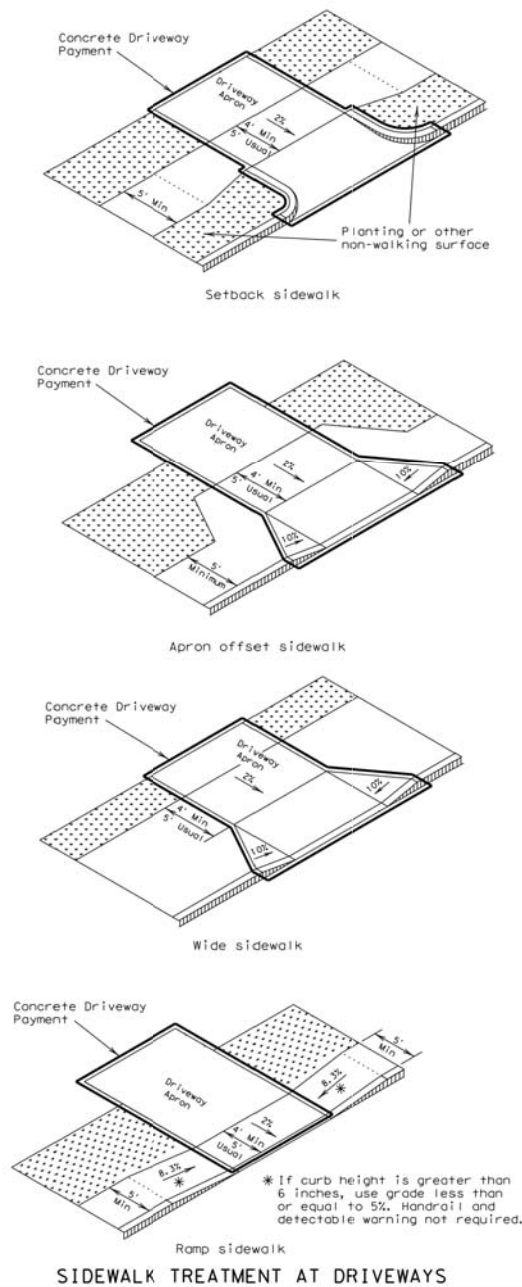 Concrete Driveway
Payment
Driveway
Apron
2%
4' Min
5' Usual
5' Min
Planting or other
non-walking surface
Setback sidewalk
Concrete Driveway
Payment
Driveway
Apron
2%
4' Min
5' Usual
10%
10%
5'
Minimum
Apron offset sidewalk
Concrete Driveway
Payment
Driveway
Apron
2%
10%
4' Min
5' Usual
10%
Wide sidewalk
Concrete Driveway
Payment
5'
Min
8.3%
*
Driveway
Apron
2%
4' Min
5'
Usual
8.3%
*
5'
Min
* If curb height is greater than
6 inches, use grade less than
or equal to 5%. Handrail and
detectable warning not required.
Ramp sidewalk
SIDEWALK TREATMENT AT DRIVEWAYS